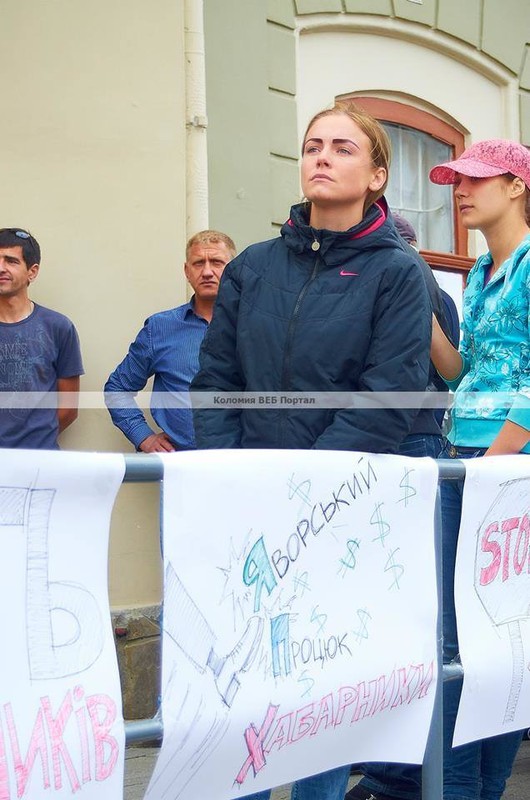 Коломия ВЕБ Портал
Ь
НИКІВ
Яворський
$ $ $ $ $
Процюк
Хабарники
STO